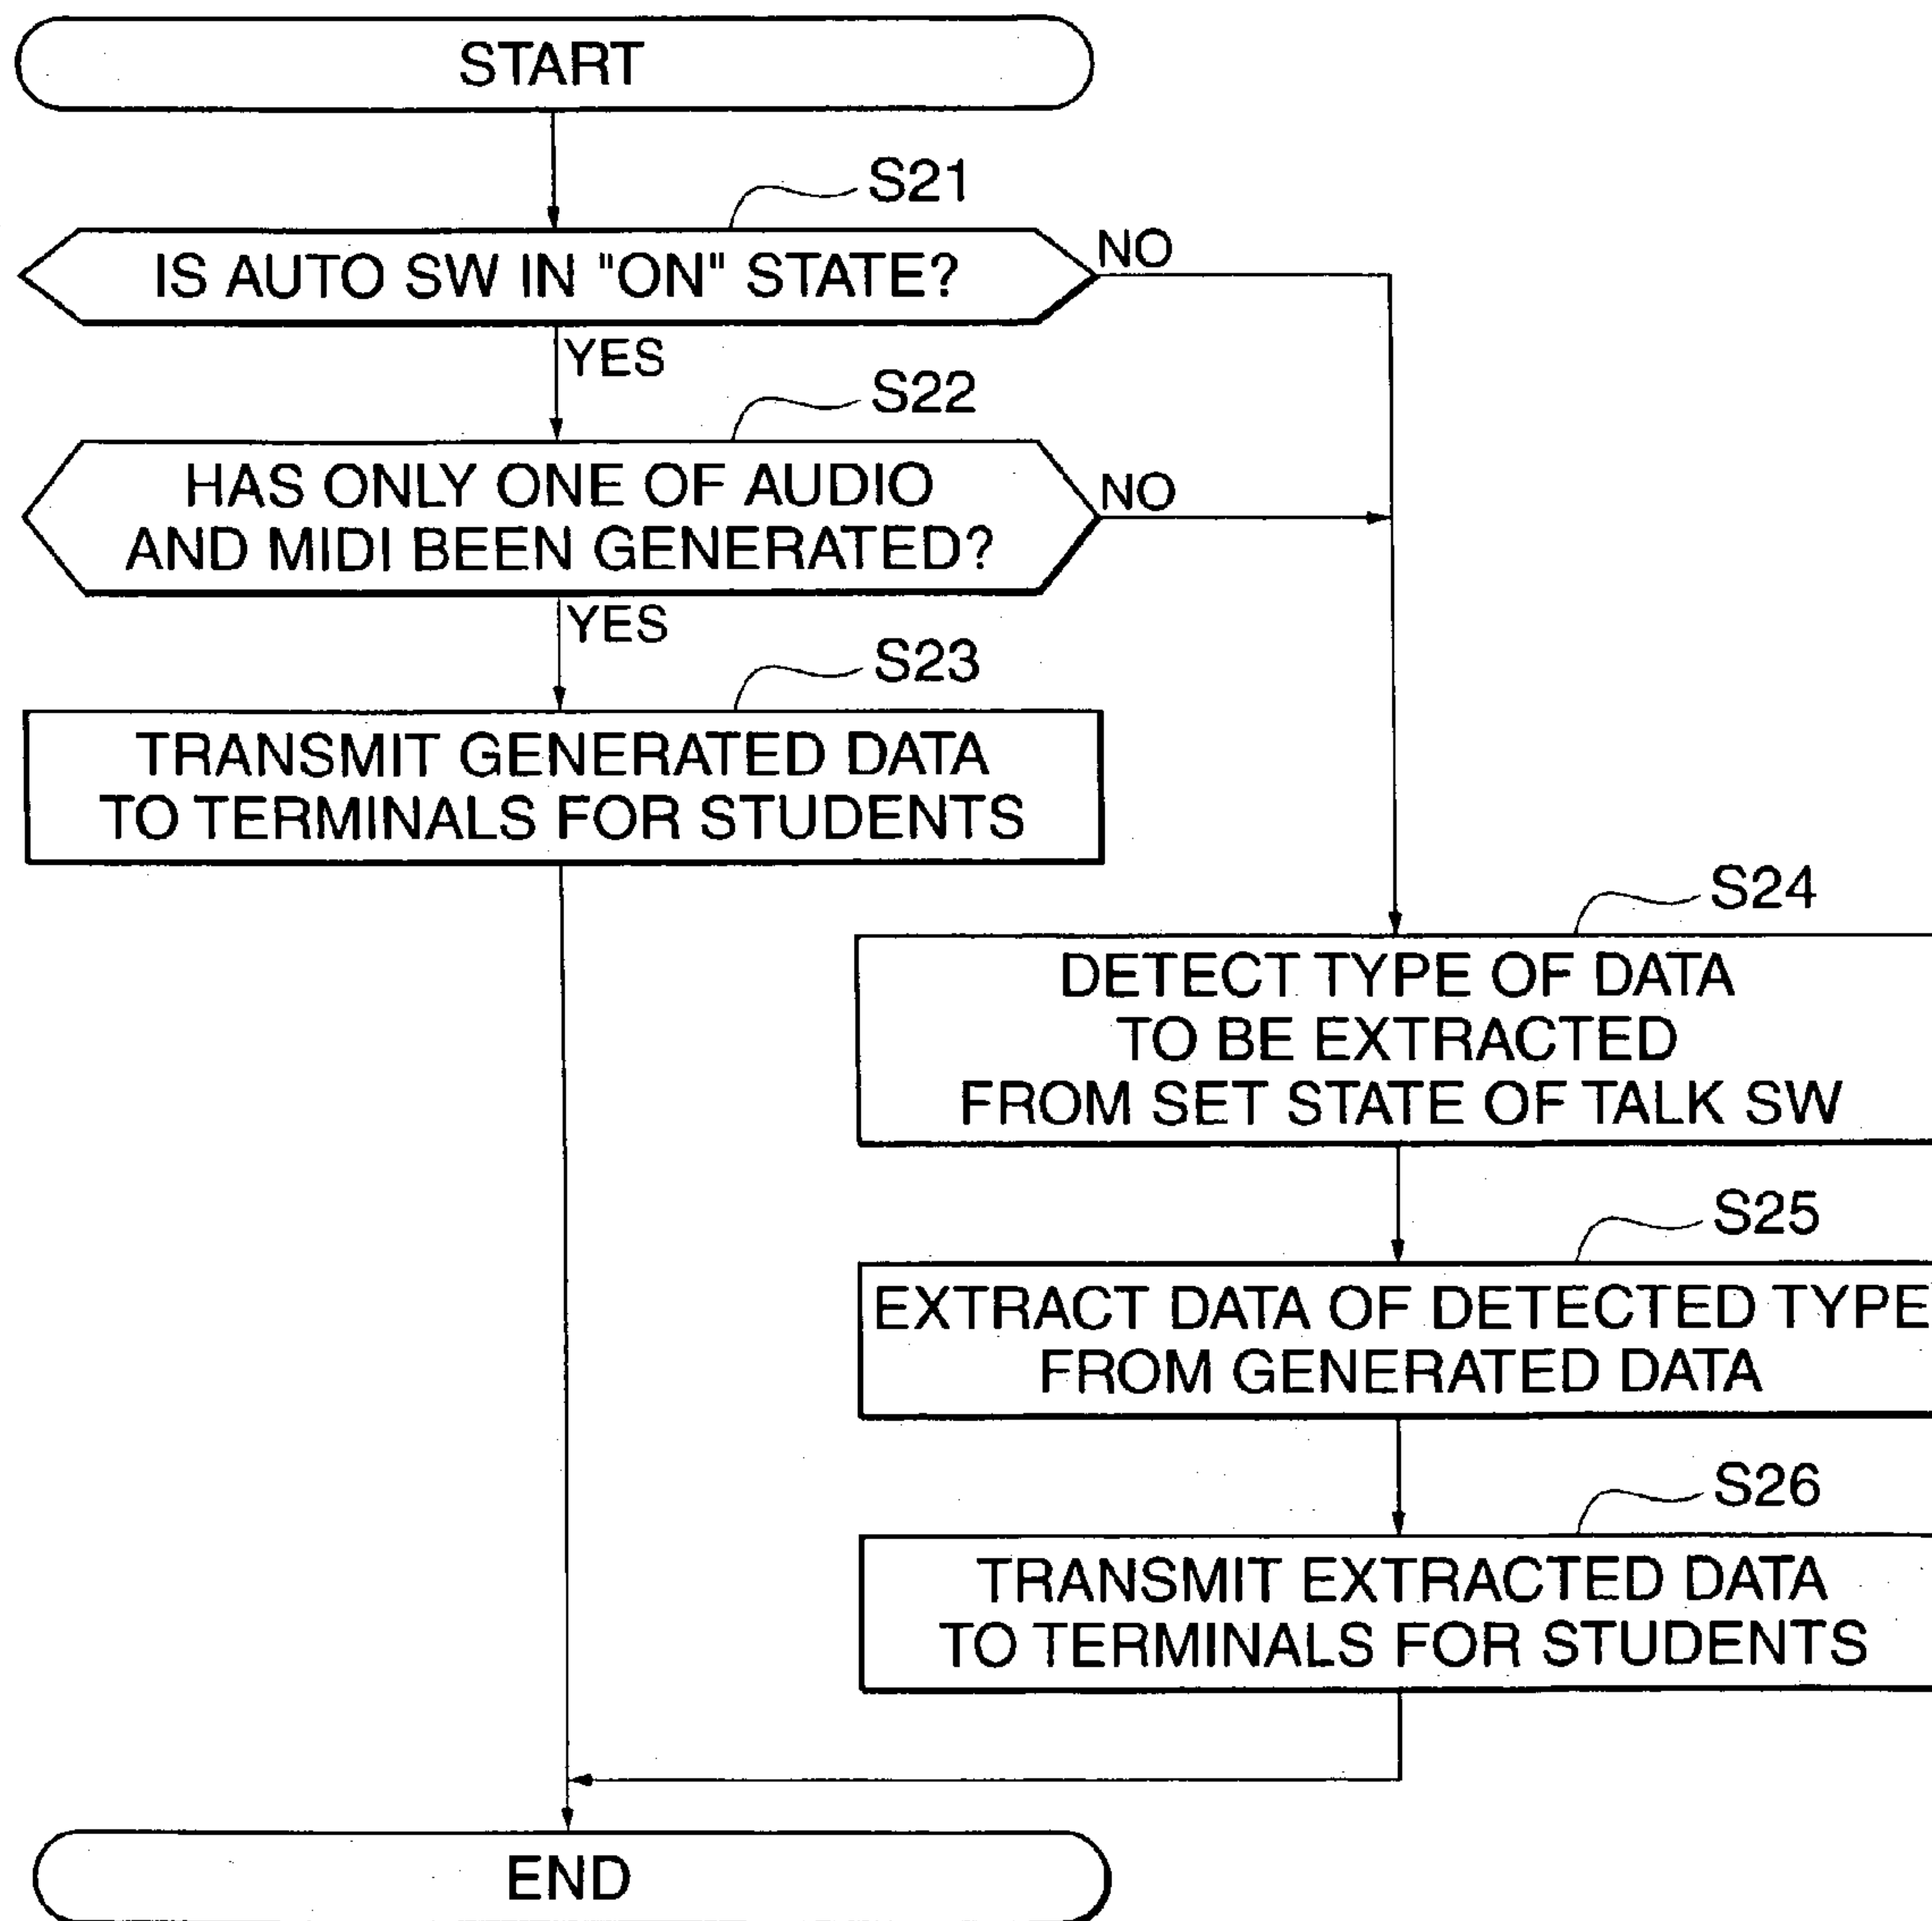 START
S21
IS AUTO SW IN "ON" STATE?
NO
YES
S22
HAS ONLY ONE OF AUDIO
AND MIDI BEEN GENERATED?
NO
YES
S23
TRANSMIT GENERATED DATA
TO TERMINALS FOR STUDENTS
S24
DETECT TYPE OF DATA
TO BE EXTRACTED
FROM SET STATE OF TALK SW
S25
EXTRACT DATA OF DETECTED TYPE
FROM GENERATED DATA
S26
TRANSMIT EXTRACTED DATA
TO TERMINALS FOR STUDENTS
END